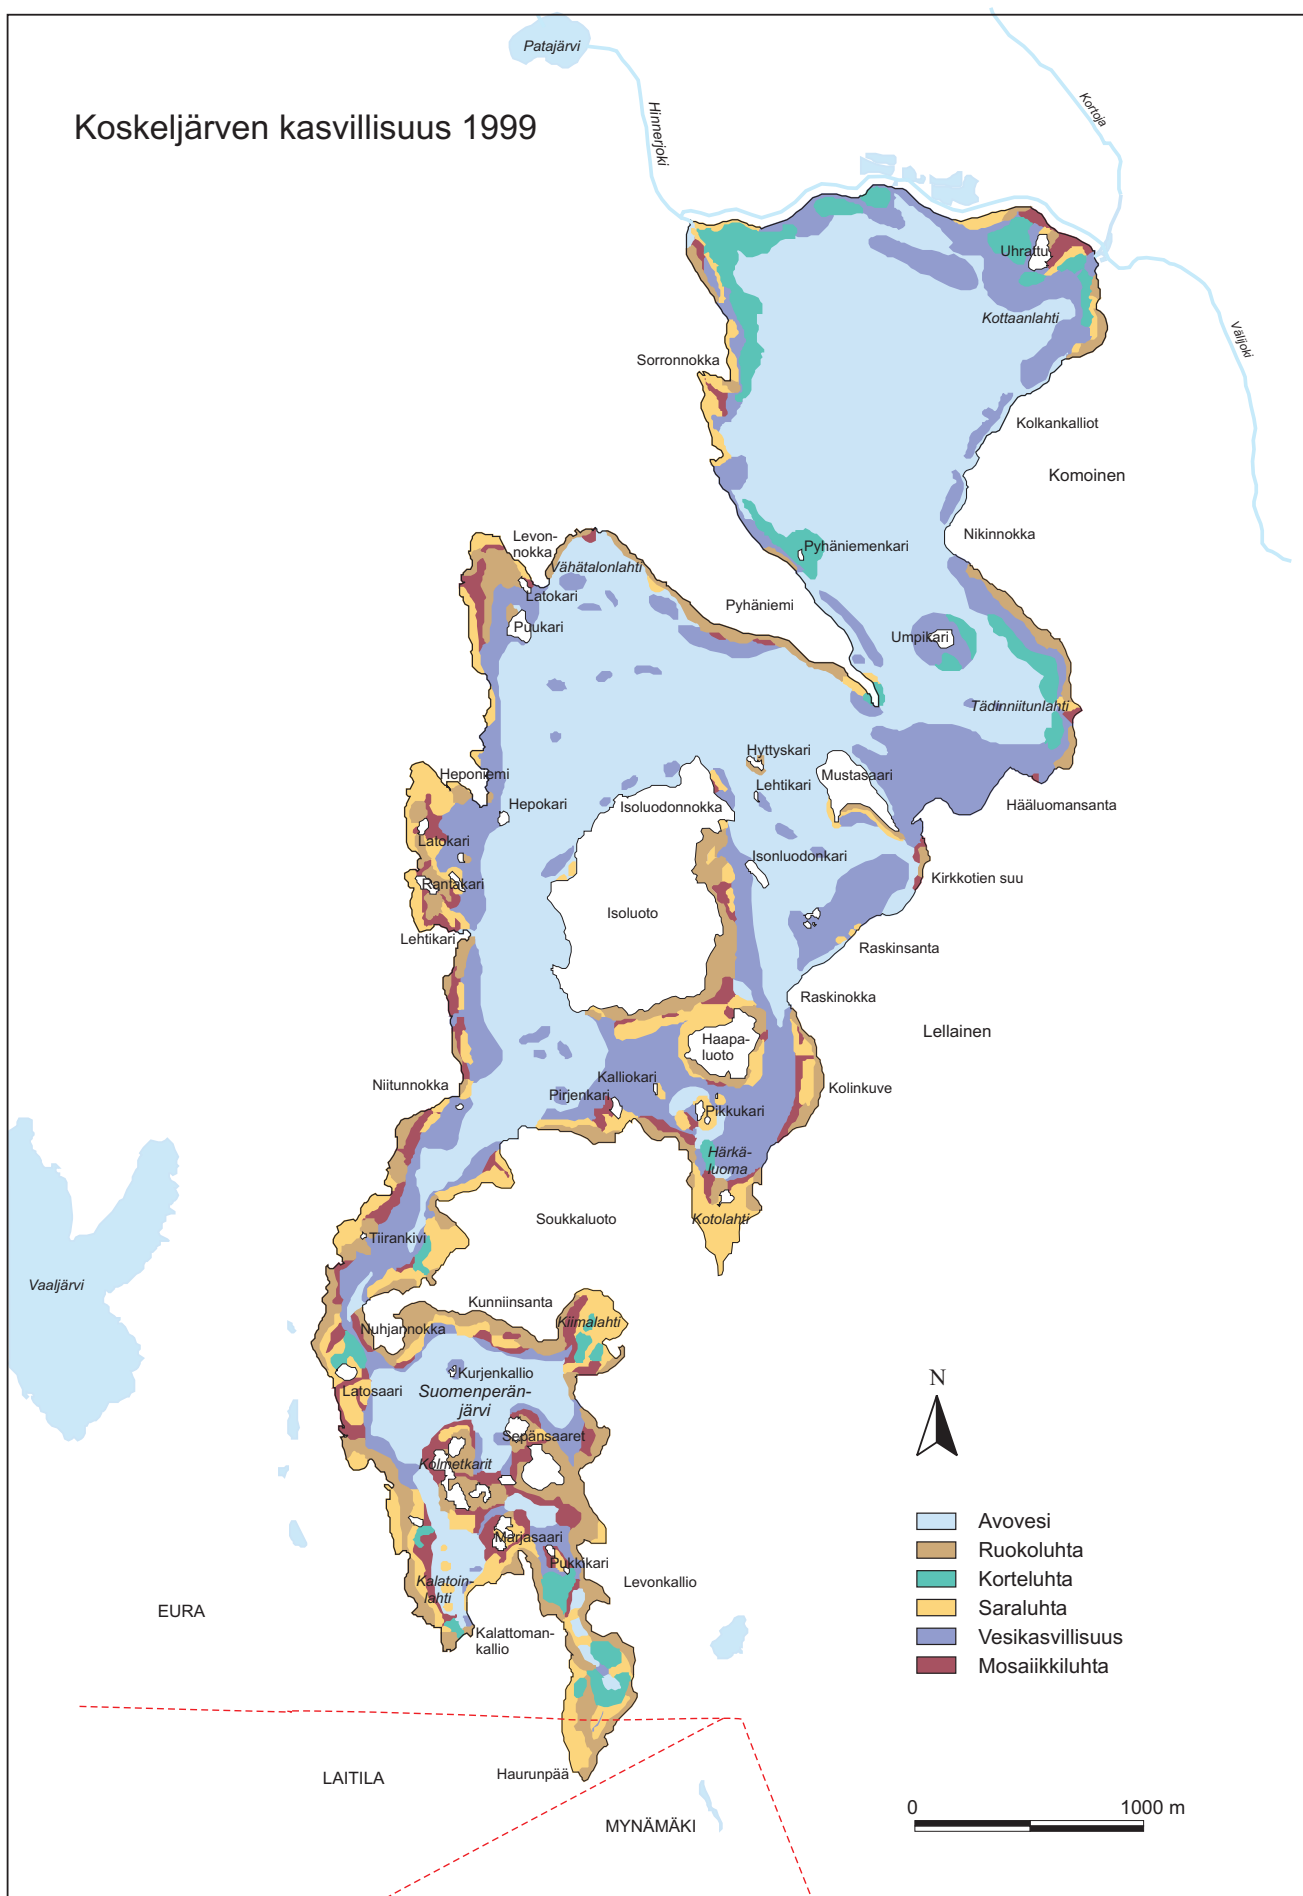 Patajärvi
Hinnerjoki
Kortoja
Koskeljärven kasvillisuus 1999
Uhrattu
Kottaanlahti
Välijoki
Sorronnokka
Kolkankalliot
Komoinen
Levon-
nokka
Nikinnokka
Pyhäniemenkari
Vähätalonlahti
Latokari
Pyhäniemi
Puukari
Umpikari
Tädinniitunlahti
Hyttyskari
Heponiemi
Mustasaari
Lehtikari
Hepokari
Isoluodonnokka
Hääluomansanta
Latokari
Isonluodonkari
Rantakari
Kirkkotien suu
Isoluoto
Lehtikari
Raskinsanta
Raskinokka
Lellainen
Haapa-
luoto
Kalliokari
Niitunnokka
Pirjenkari
Kolinkuve
Pikkukari
Härkä-
luoma
Soukkaluoto
Kotolahti
Tiirankivi
Vaaljärvi
Kunniinsanta
Kiimalahti
Nuhjannokka
Kurjenkallio
Latosaari
Suomenperän-
järvi
Sepänsaaret
Kolmetkarit
Marjasaari
Pukkikari
Kalatoin-
lahti
Levonkallio
EURA
Kalattoman-
kallio
N
Avovesi
Ruokoluhta
Korteluhta
Saraluhta
Vesikasvillisuus
Mosaiikkiluhta
LAITILA
Haurunpää
MYNÄMÄKI
0
1000 m